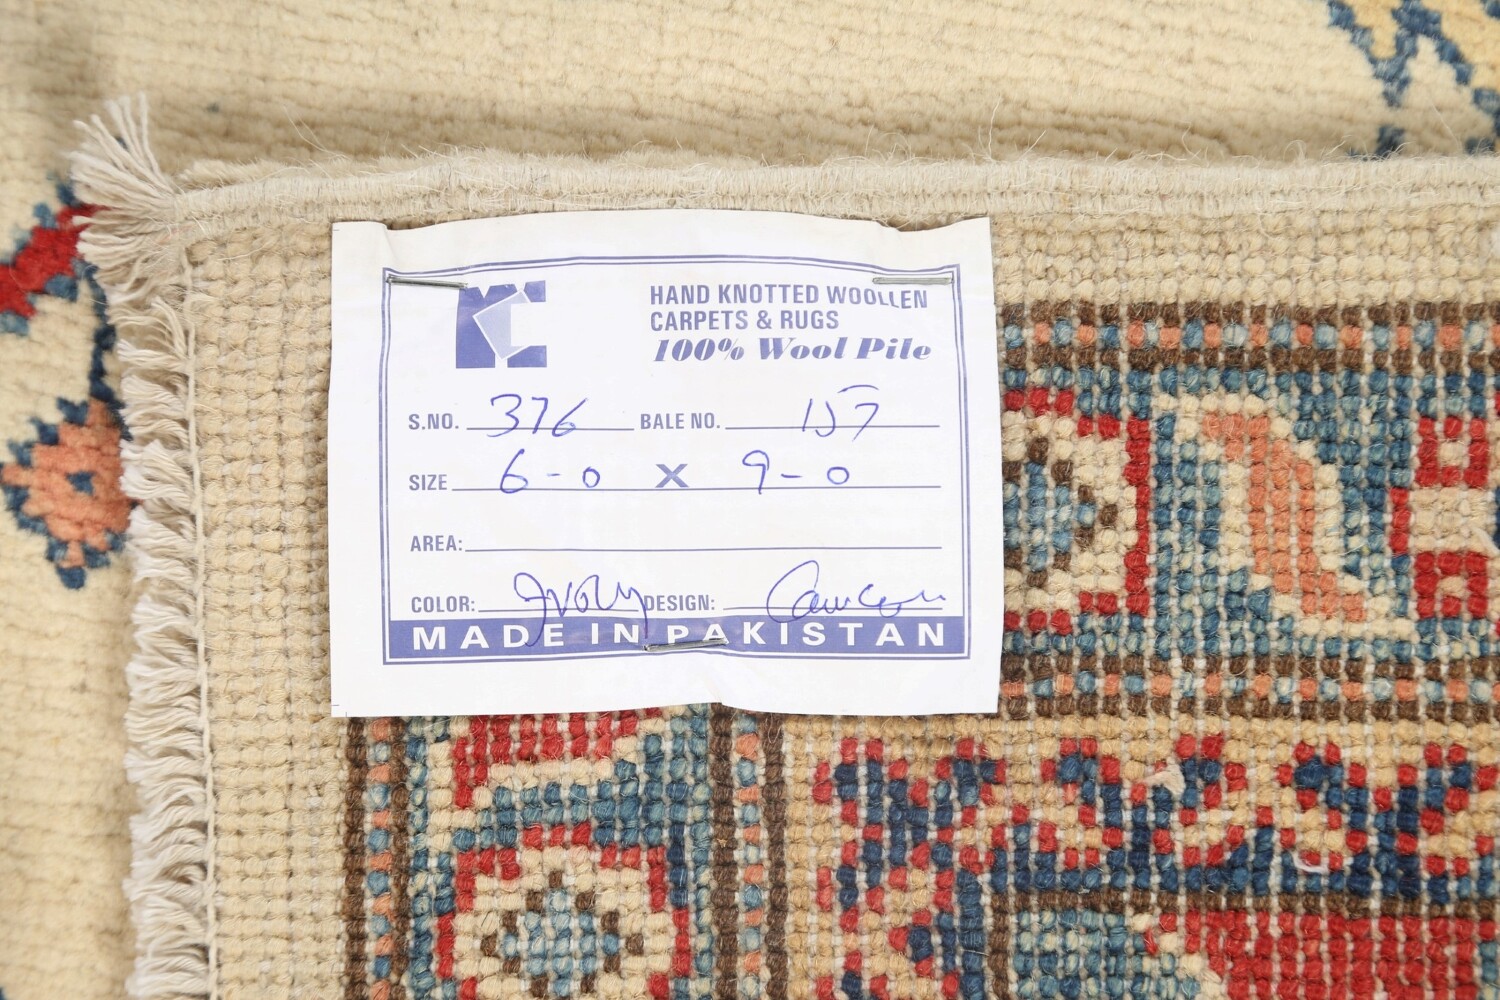 KC
HAND KNOTTED WOOLLEN
CARPETS & RUGS
100% Wool Pile
S.NO. 376 BALE NO. 157
SIZE 6-0 X 9-0
AREA:
COLOR: Ivory DESIGN:
MADE IN PAKISTAN